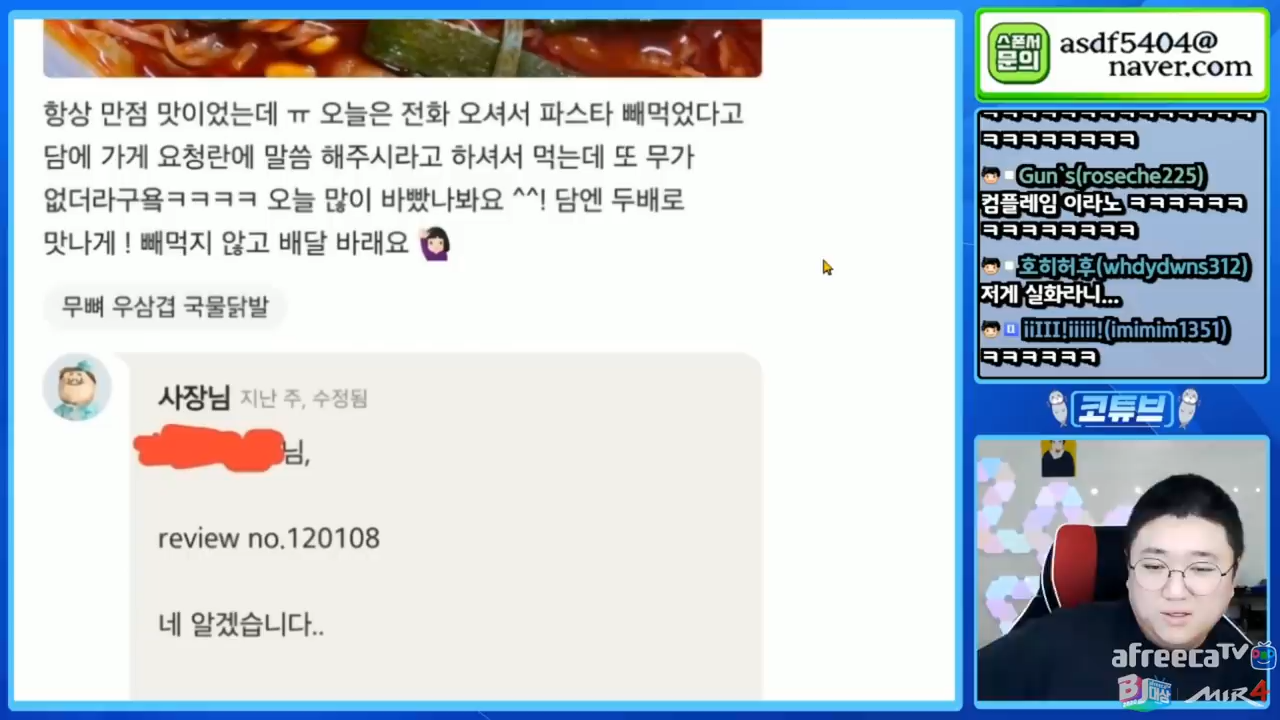 항상 만점 맛이었는데 ㅠ 오늘은 전화 오셔서 파스타 빼먹었다고
담에 가게 요청란에 말씀 해주시라고 하셔서 먹는데 또 무가
없더라구욬ㅋㅋㅋㅋ 오늘 많이 바빴나봐요 ^^! 담엔 두배로
맛나게 ! 빼먹지 않고 배달 바래요
무뼈 우삼겹 국물닭발
사장님 지난 주, 수정됨
님,
review no.120108
네 알겠습니다..
스폰서
문의
asdf5404@
naver.com
ㅋㅋㅋㅋㅋㅋㅋㅋ
Gun`s(roseche225)
컴플레임 이라노 ㅋㅋㅋㅋㅋㅋ
ㅋㅋㅋㅋㅋㅋㅋㅋ
호히허후(whdydwns312)
저게 실화라니...
iiIII!iiiii!(imimim1351)
ㅋㅋㅋㅋㅋㅋ
코튜브
afreecaTV
BJ대상
MIR4